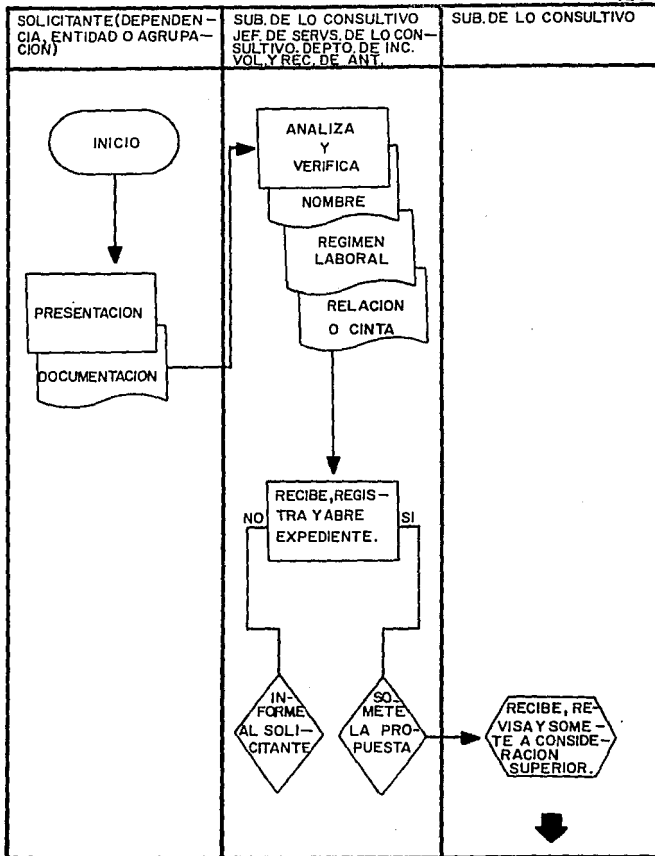 SOLICITANTE(DEPENDEN-
CIA, ENTIDAD O AGRUPA-
CION)
SUB. DE LO CONSULTIVO
JEF. DE SERVS. DE LO CON-
SULTIVO. DEPTO. DE INC.
VOL. Y REC. DE ANT.
SUB. DE LO CONSULTIVO
INICIO
PRESENTACION
DOCUMENTACION
ANALIZA
Y
VERIFICA
NOMBRE
REGIMEN
LABORAL
RELACION
O CINTA
RECIBE, REGIS-
TRA Y ABRE
EXPEDIENTE.
NO
SI
IN-
FORME
AL SOLI-
CITANTE
SO-
METE
LA PRO-
PUESTA
RECIBE, RE-
VISA Y SOME-
TE A CONSIDE-
RACION
SUPERIOR.